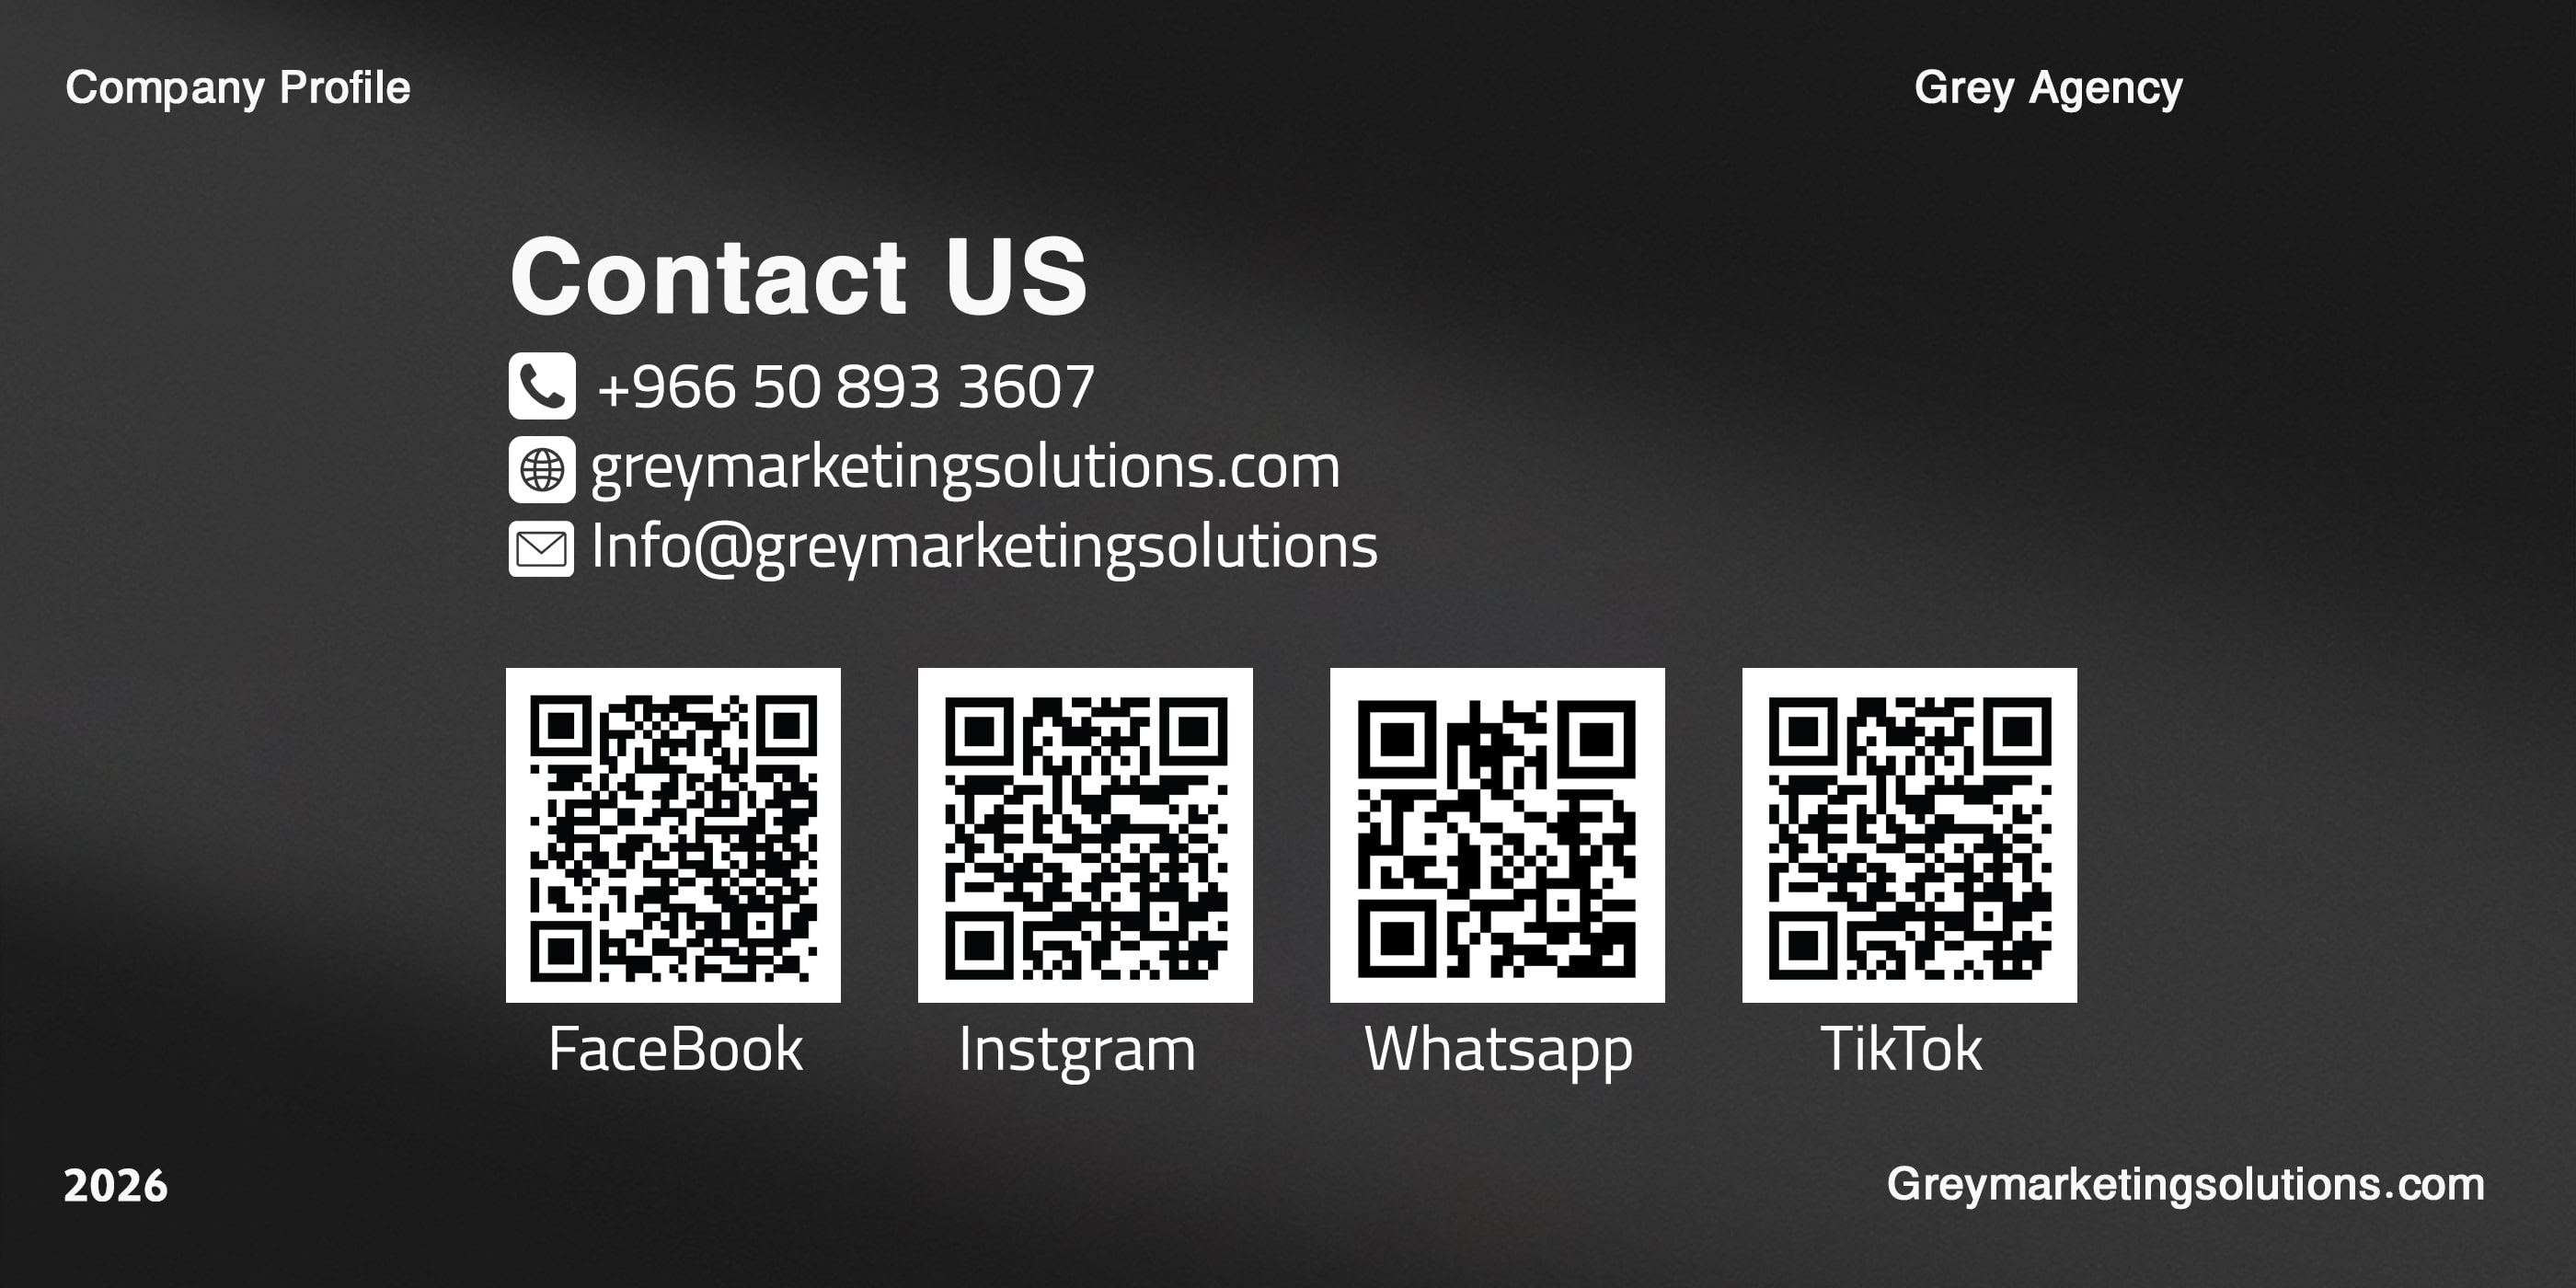 Company Profile
Grey Agency
Contact US
+966 50 893 3607
greymarketingsolutions.com
Info@greymarketingsolutions
FaceBook
Instgram
Whatsapp
TikTok
2026
Greymarketingsolutions.com